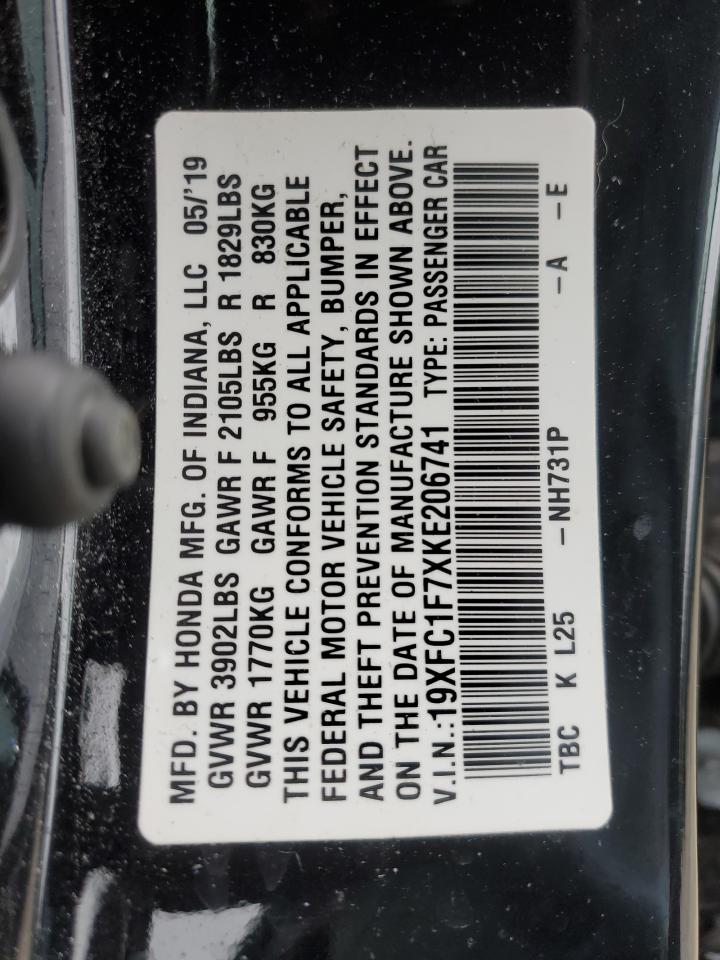 MFD. BY HONDA MFG. OF INDIANA, LLC 05/'19
GVWR 3902LBS GAWR F 2105LBS R 1829LBS
GVWR 1770KG GAWR F 955KG R 830KG
THIS VEHICLE CONFORMS TO ALL APPLICABLE
FEDERAL MOTOR VEHICLE SAFETY, BUMPER,
AND THEFT PREVENTION STANDARDS IN EFFECT
ON THE DATE OF MANUFACTURE SHOWN ABOVE.
V.I.N.:19XFC1F7XKE206741 TYPE: PASSENGER CAR
TBC K L25 –NH731P –A –E